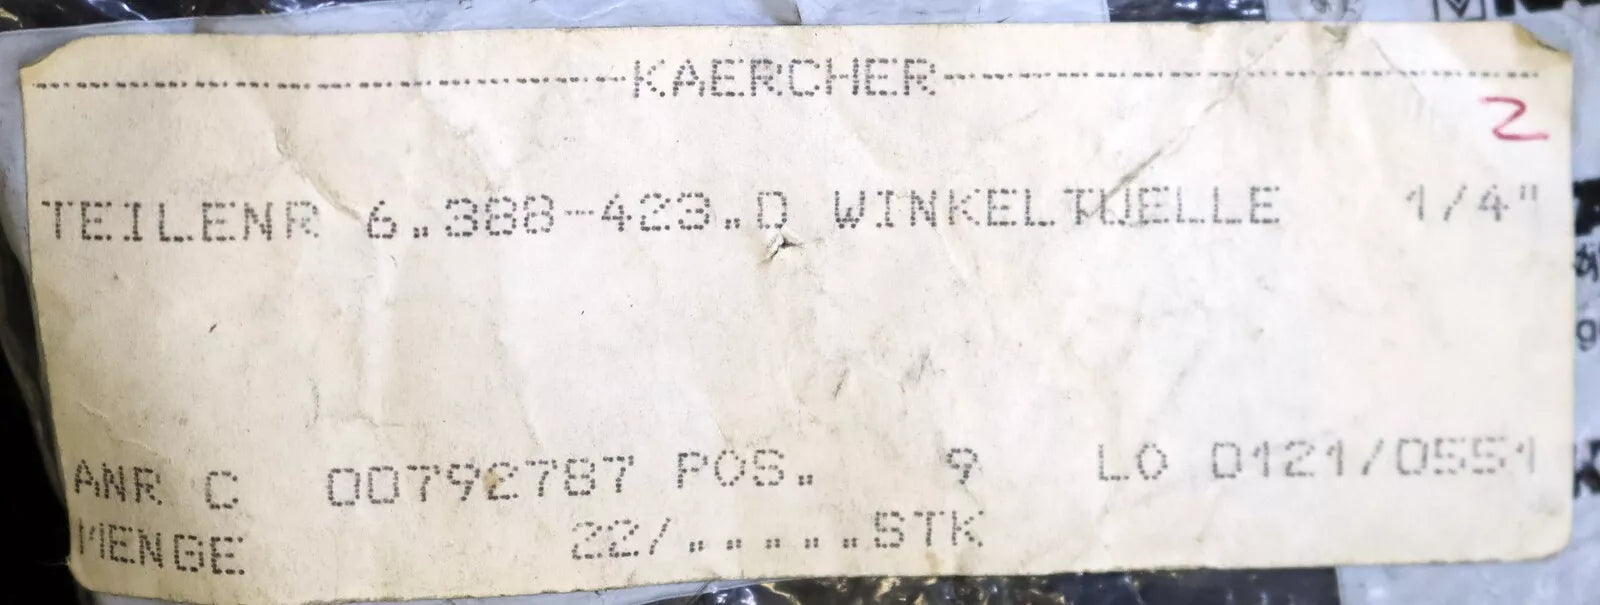 -------------------------KAERCHER-------------------------
2
TEILENR 6.388-423.0 WINKELTUELLE 1/4"
ANR C 00792787 POS. 9 LO 0121/0551
MENGE 22/.....STK